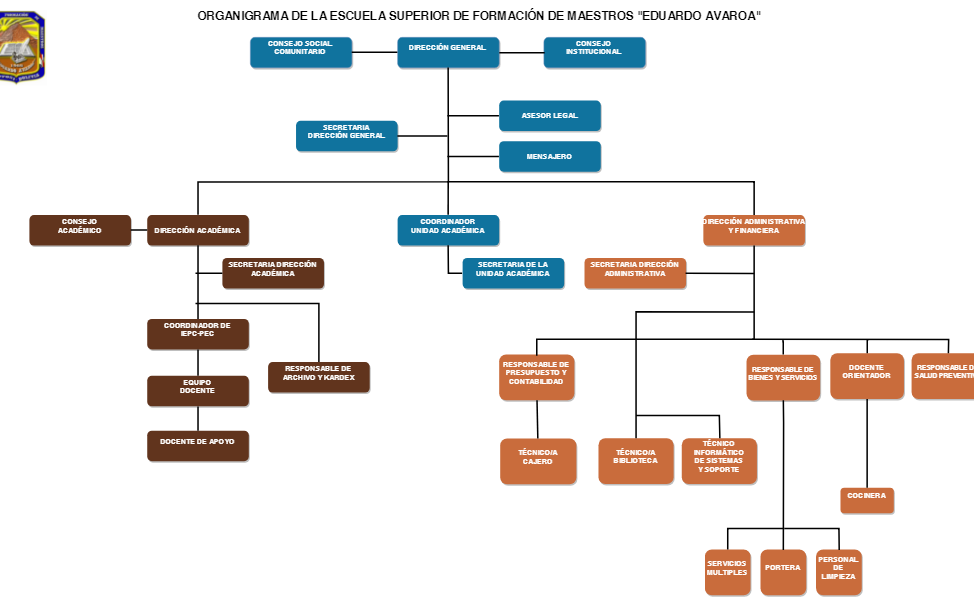 ORGANIGRAMA DE LA ESCUELA SUPERIOR DE FORMACIÓN DE MAESTROS "EDUARDO AVAROA"
CONSEJO SOCIAL
COMUNITARIO
DIRECCIÓN GENERAL
CONSEJO
INSTITUCIONAL
ASESOR LEGAL
SECRETARIA
DIRECCIÓN GENERAL
MENSAJERO
CONSEJO
ACADÉMICO
DIRECCIÓN ACADÉMICA
COORDINADOR
UNIDAD ACADÉMICA
DIRECCIÓN ADMINISTRATIVA
Y FINANCIERA
SECRETARIA DIRECCIÓN
ACADÉMICA
SECRETARIA DE LA
UNIDAD ACADÉMICA
SECRETARIA DIRECCIÓN
ADMINISTRATIVA
COORDINADOR DE
IEPC-PEC
RESPONSABLE DE
ARCHIVO Y KARDEX
EQUIPO
DOCENTE
DOCENTE DE APOYO
RESPONSABLE DE
PRESUPUESTO Y
CONTABILIDAD
RESPONSABLE DE
BIENES Y SERVICIOS
DOCENTE
ORIENTADOR
RESPONSABLE D
SALUD PREVENTIV
TÉCNICO/A
CAJERO
TÉCNICO/A
BIBLIOTECA
TÉCNICO
INFORMÁTICO
DE SISTEMAS
Y SOPORTE
COCINERA
SERVICIOS
MULTIPLES
PORTERA
PERSONAL
DE
LIMPIEZA